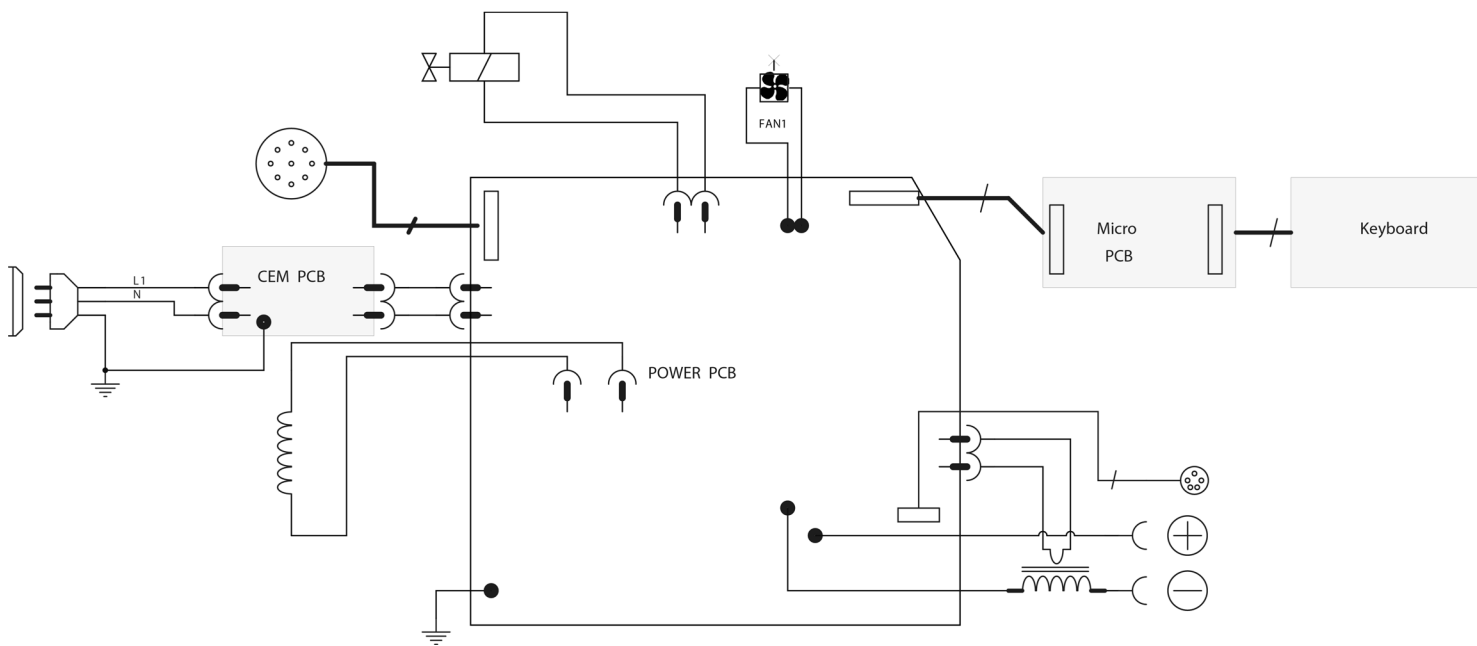 FAN1
Micro
PCB
Keyboard
CEM PCB
L1
N
POWER PCB